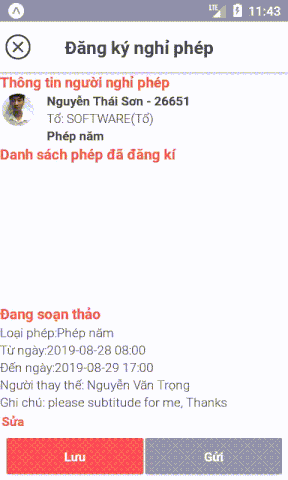 LTE 11:43
Đăng ký nghỉ phép
Thông tin người nghỉ phép
Nguyễn Thái Sơn - 26651
Tổ: SOFTWARE(Tổ)
Phép năm
Danh sách phép đã đăng kí
Đang soạn thảo
Loại phép:Phép năm
Từ ngày:2019-08-28 08:00
Đến ngày:2019-08-29 17:00
Người thay thế: Nguyễn Văn Trọng
Ghi chú: please subtitude for me, Thanks
Sửa
Lưu
Gửi